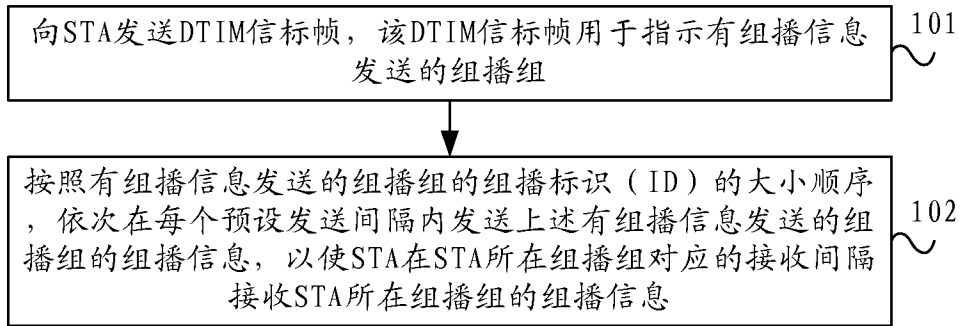 向STA发送DTIM信标帧，该DTIM信标帧用于指示有组播信息
发送的组播组
101
按照有组播信息发送的组播组的组播标识（ID）的大小顺序
，依次在每个预设发送间隔内发送上述有组播信息发送的组
播组的组播信息，以使STA在STA所在组播组对应的接收间隔
接收STA所在组播组的组播信息
102